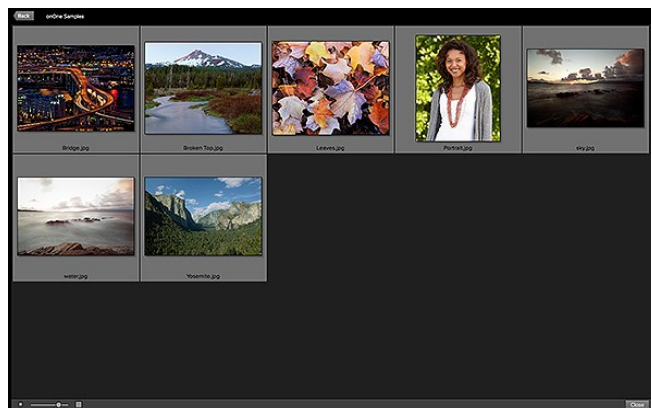 Back onOne Samples
Bridge.jpg Broken Top.jpg Leaves.jpg Portrait.jpg sky.jpg
water.jpg Yosemite.jpg
Close